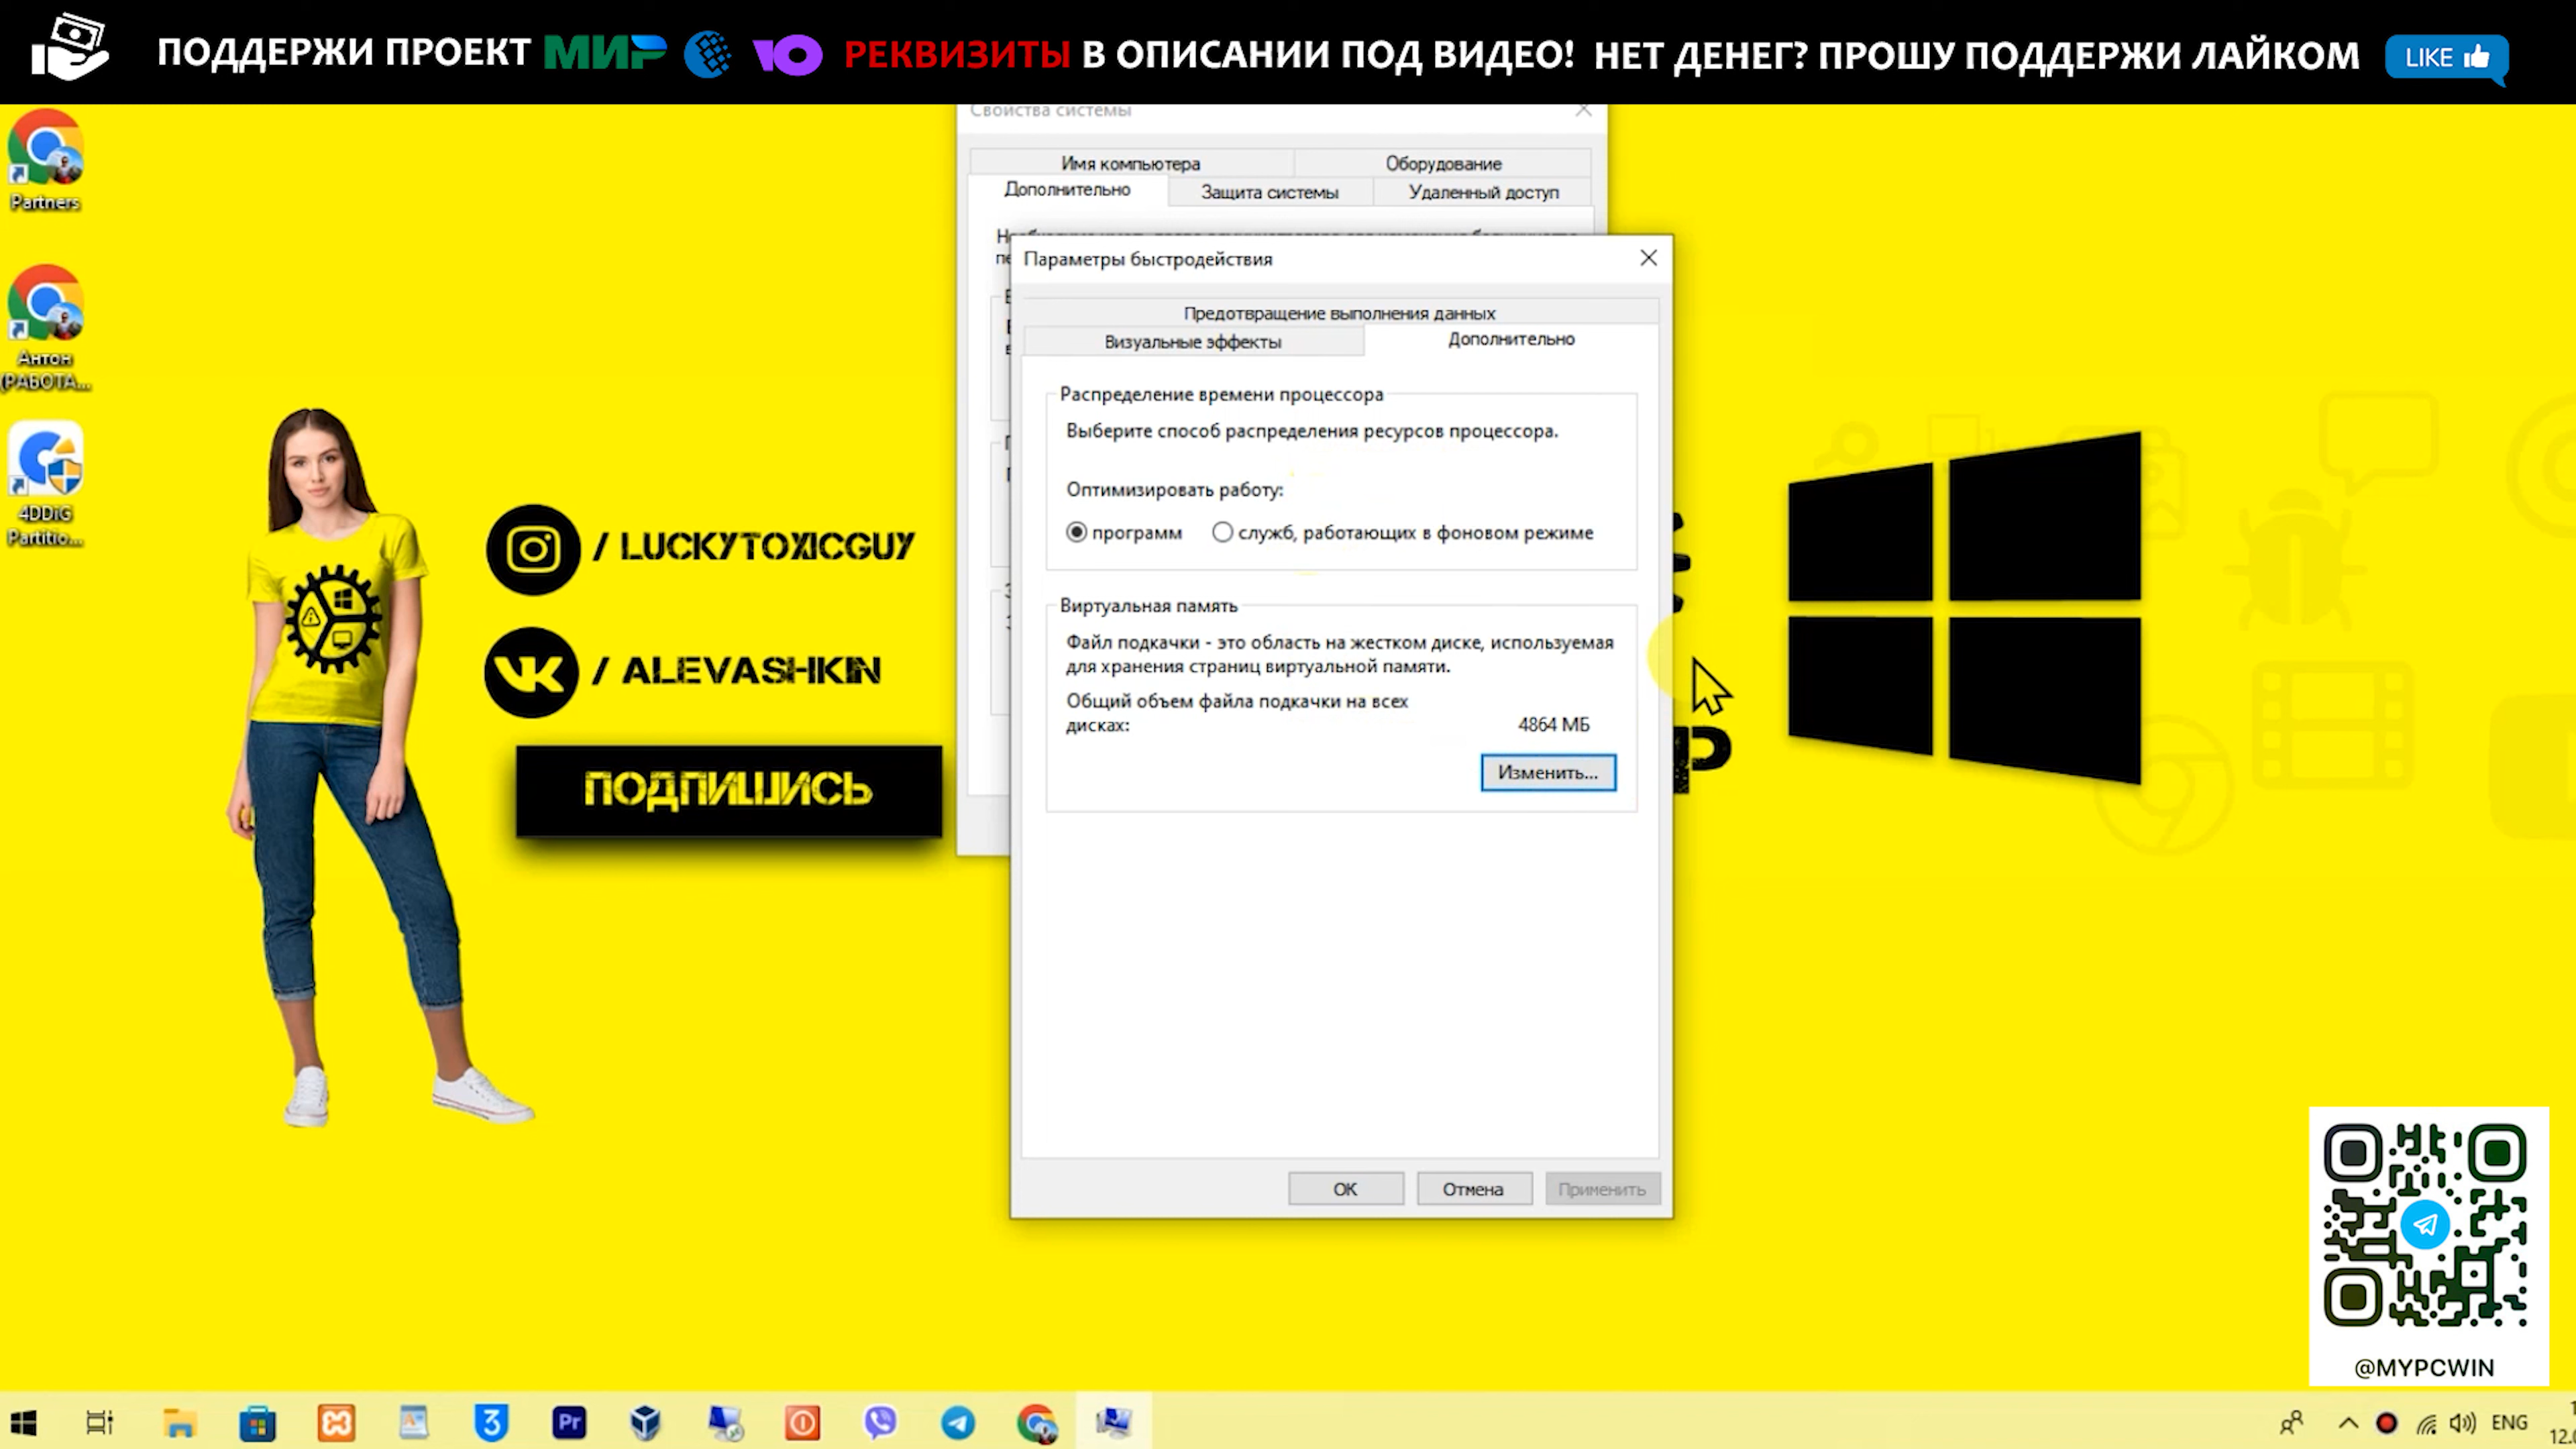 ПОДДЕРЖИ ПРОЕКТ МИР Ю РЕКВИЗИТЫ В ОПИСАНИИ ПОД ВИДЕО! НЕТ ДЕНЕГ? ПРОШУ ПОДДЕРЖИ ЛАЙКОМ LIKE
Свойства системы
Имя компьютера Оборудование
Дополнительно Защита системы Удаленный доступ
Параметры быстродействия
Предотвращение выполнения данных
Визуальные эффекты Дополнительно
Распределение времени процессора
Выберите способ распределения ресурсов процессора.
Оптимизировать работу:
программ служб, работающих в фоновом режиме
Виртуальная память
Файл подкачки - это область на жестком диске, используемая
для хранения страниц виртуальной памяти.
Общий объем файла подкачки на всех
дисках: 4864 МБ
Изменить...
ОК Отмена Применить
Partners
Антон
(РАБОТА...
4DDiG
Partitio...
/ LUCKYTOXICGUY
/ ALEVASHKIN
ПОДПИШИСЬ
@MYPCWIN
Pr
ENG